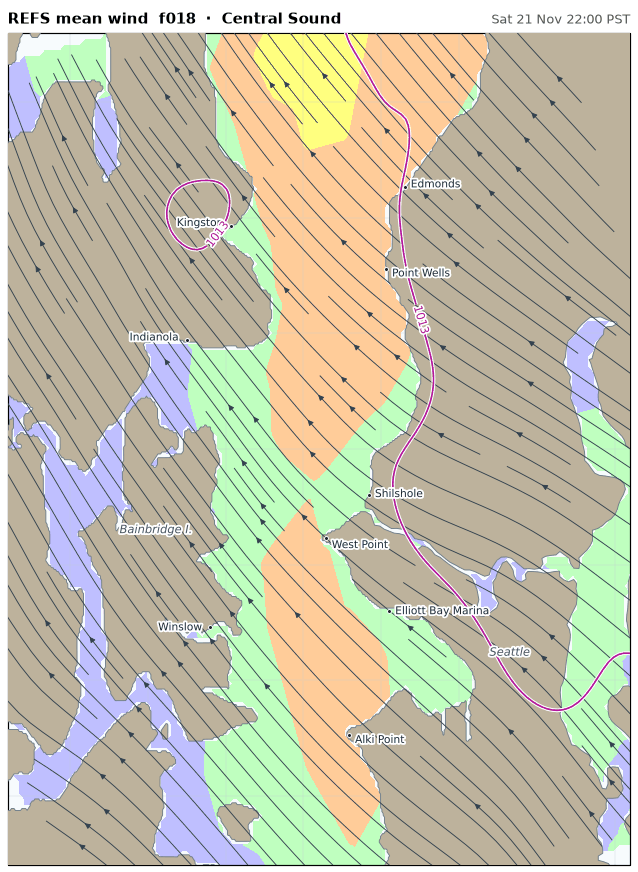 REFS mean wind f018 · Central Sound
Sat 21 Nov 22:00 PST
Edmonds
Kingston
1013
Point Wells
1013
Indianola
Shilshole
Bainbridge I.
West Point
Elliott Bay Marina
Winslow
Seattle
Alki Point